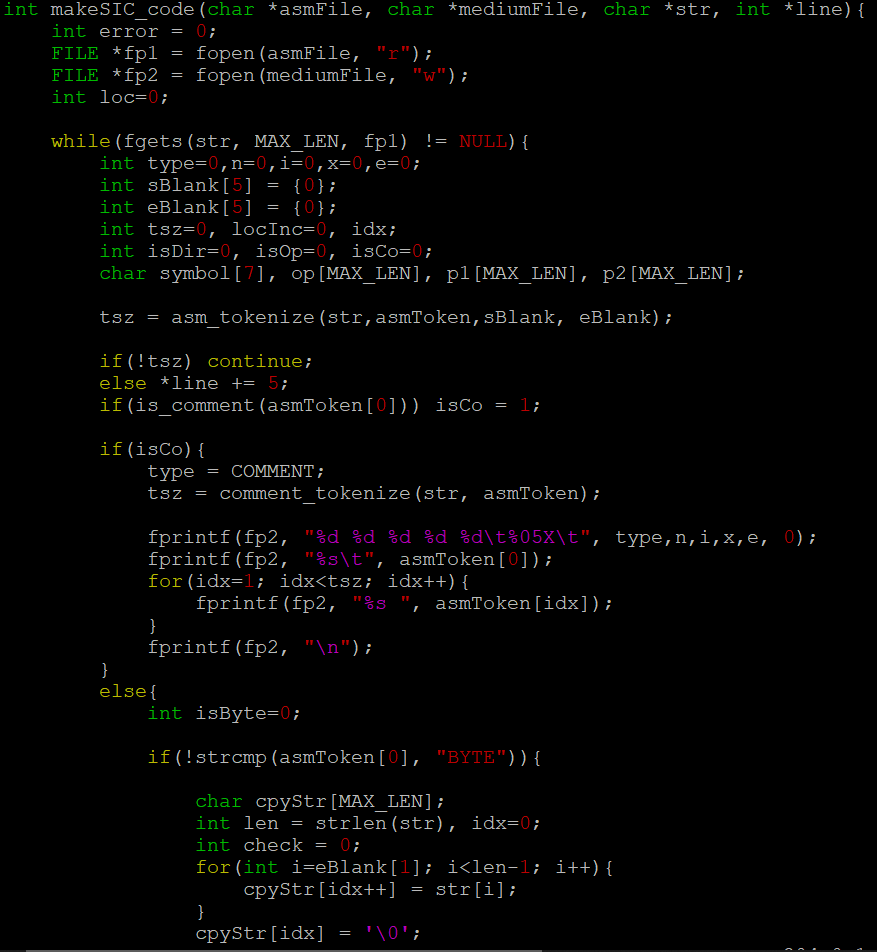 int makeSIC_code(char *asmFile, char *mediumFile, char *str, int *line){
    int error = 0;
    FILE *fp1 = fopen(asmFile, "r");
    FILE *fp2 = fopen(mediumFile, "w");
    int loc=0;

    while(fgets(str, MAX_LEN, fp1) != NULL){
        int type=0,n=0,i=0,x=0,e=0;
        int sBlank[5] = {0};
        int eBlank[5] = {0};
        int tsz=0, locInc=0, idx;
        int isDir=0, isOp=0, isCo=0;
        char symbol[7], op[MAX_LEN], p1[MAX_LEN], p2[MAX_LEN];

        tsz = asm_tokenize(str,asmToken,sBlank, eBlank);

        if(!tsz) continue;
        else *line += 5;
        if(is_comment(asmToken[0])) isCo = 1;

        if(isCo){
            type = COMMENT;
            tsz = comment_tokenize(str, asmToken);

            fprintf(fp2, "%d %d %d %d %d\t%05X\t", type,n,i,x,e, 0);
            fprintf(fp2, "%s\t", asmToken[0]);
            for(idx=1; idx<tsz; idx++){
                fprintf(fp2, "%s ", asmToken[idx]);
            }
            fprintf(fp2, "\n");
        }
        else{
            int isByte=0;

            if(!strcmp(asmToken[0], "BYTE")){

                char cpyStr[MAX_LEN];
                int len = strlen(str), idx=0;
                int check = 0;
                for(int i=eBlank[1]; i<len-1; i++){
                    cpyStr[idx++] = str[i];
                }
                cpyStr[idx] = '\0';